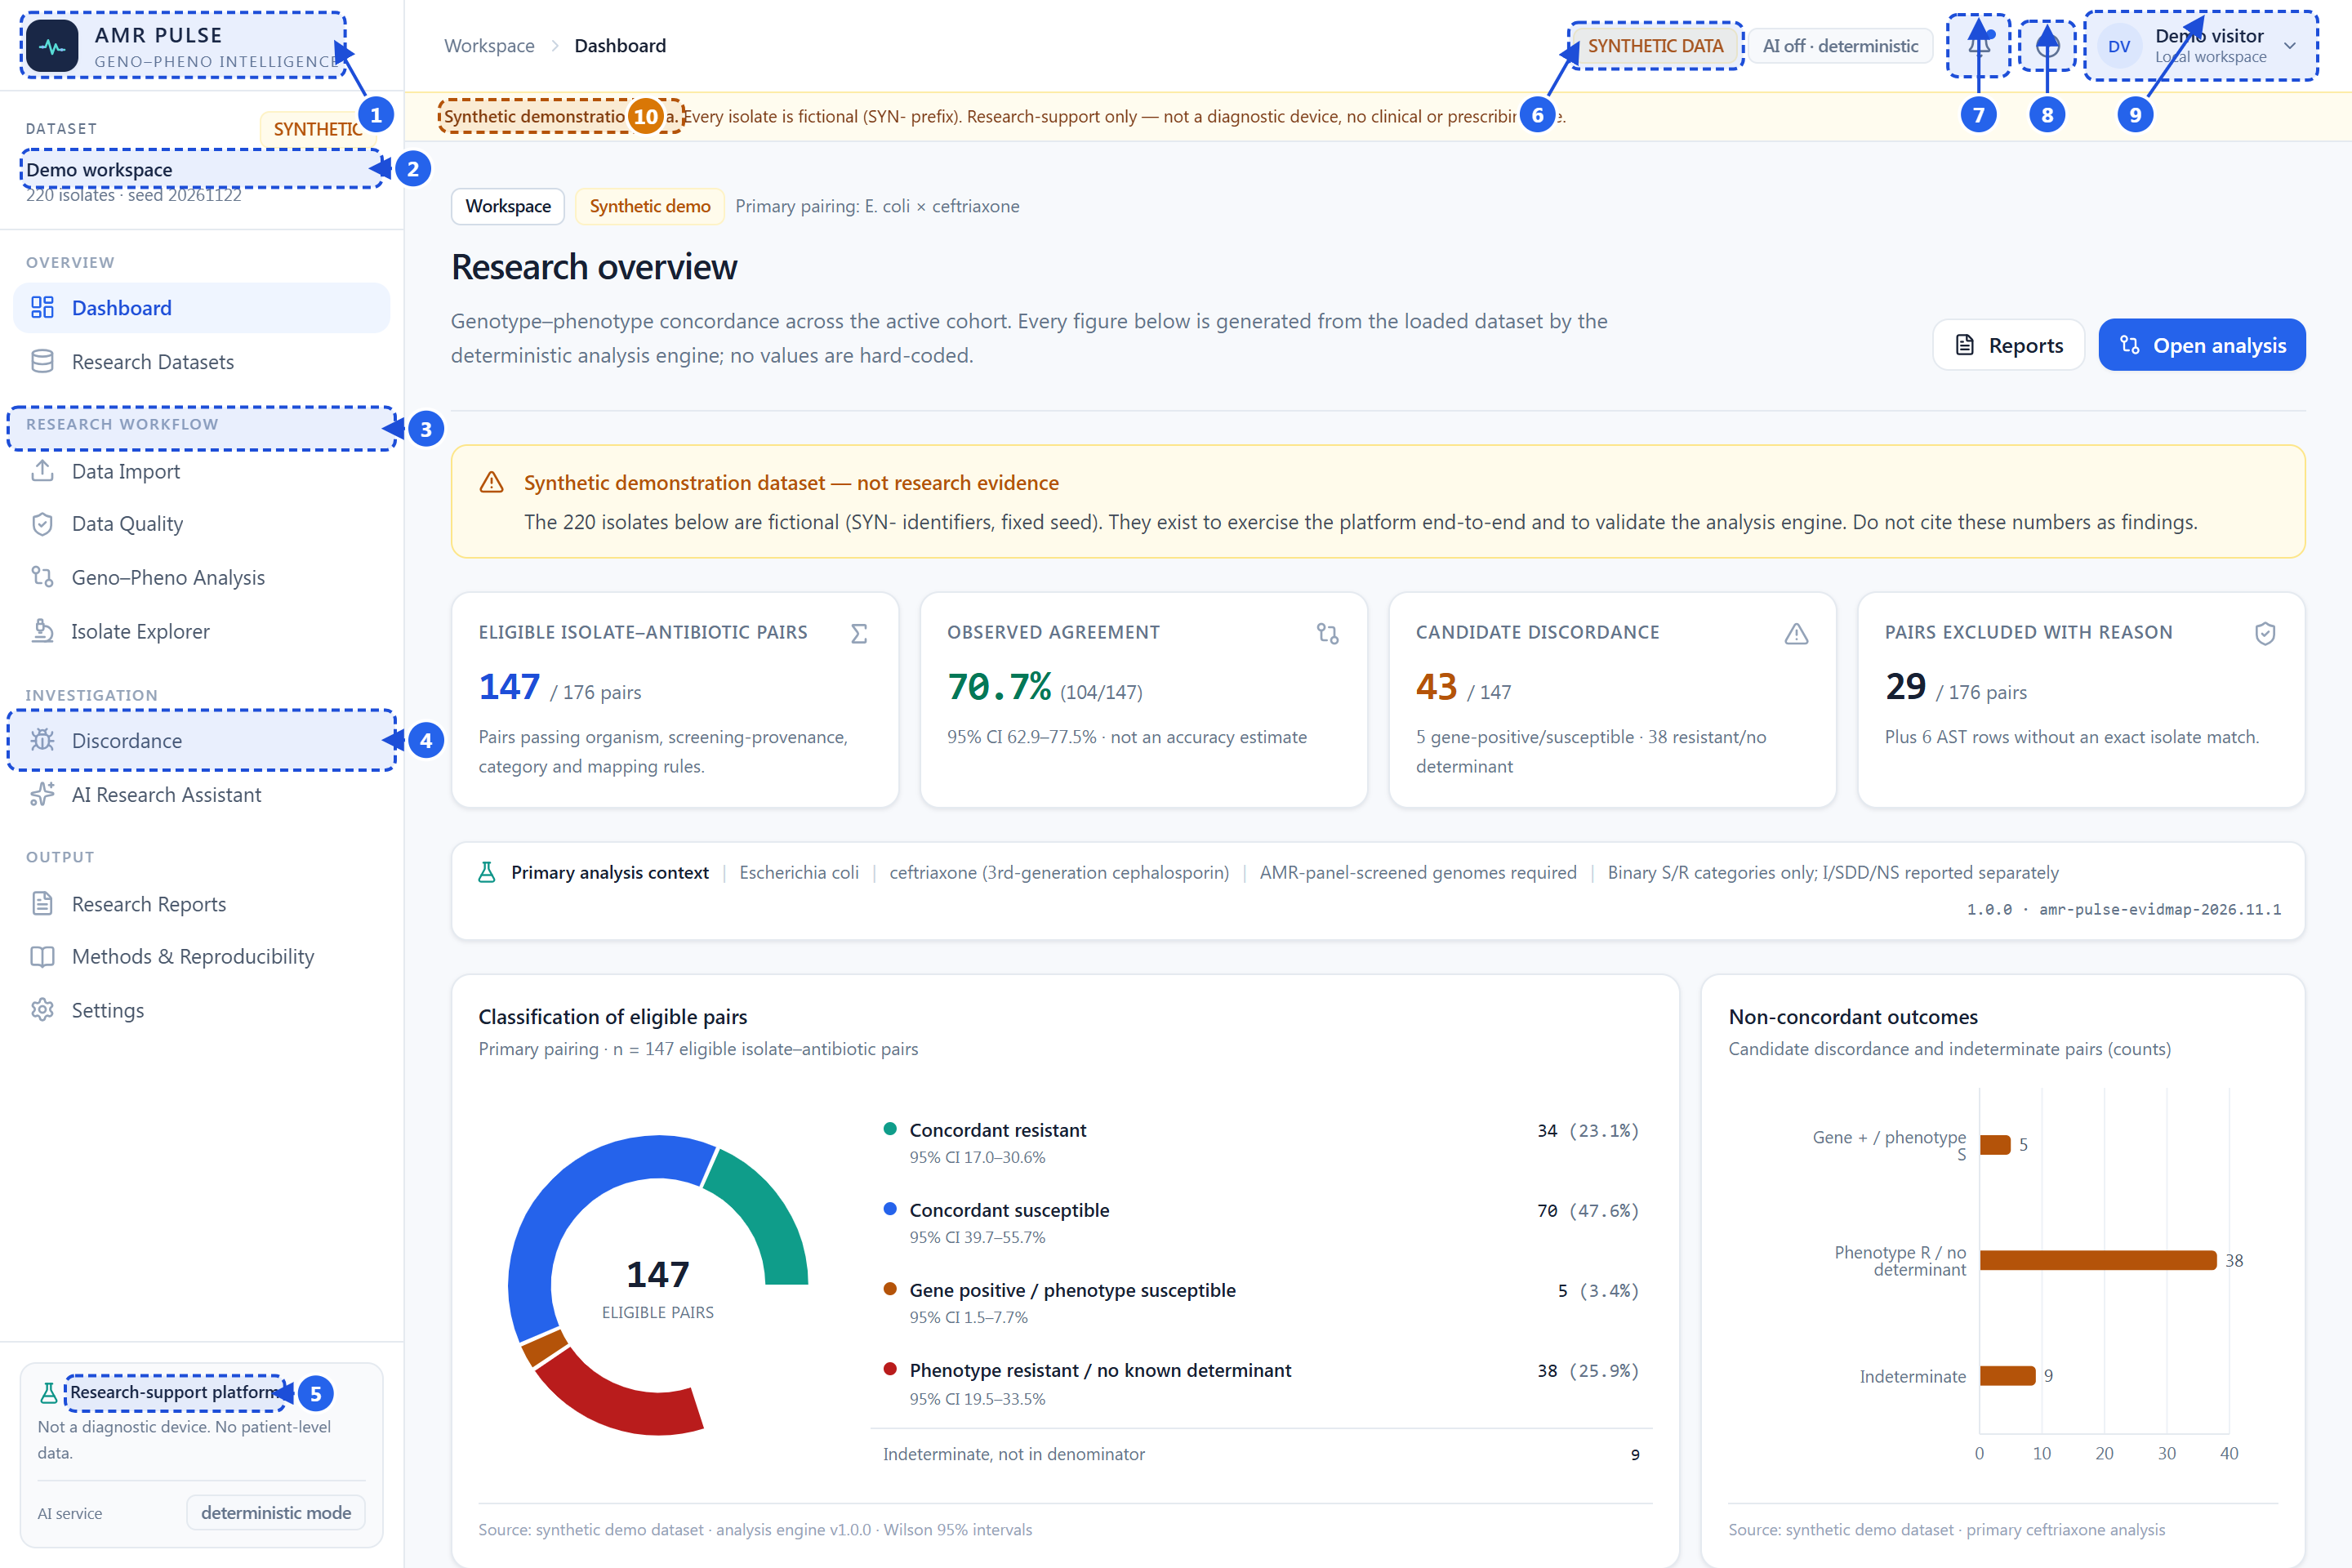 AMR PULSE
GENO–PHENO INTELLIGENCE
DATASET
SYNTHETIC
1
Demo workspace
2
220 isolates · seed 20261122
OVERVIEW
Dashboard
Research Datasets
RESEARCH WORKFLOW
3
Data Import
Data Quality
Geno–Pheno Analysis
Isolate Explorer
INVESTIGATION
Discordance
4
AI Research Assistant
OUTPUT
Research Reports
Methods & Reproducibility
Settings
Research-support platform
5
Not a diagnostic device. No patient-level
data.
AI service
deterministic mode
Workspace
Dashboard
SYNTHETIC DATA
AI off · deterministic
DV
Demo visitor
Local workspace
6
7
8
9
10
Synthetic Every isolate is fictional (SYN- prefix). Research-support only — not a diagnostic device, no clinical or
Workspace
Synthetic demo
Primary pairing: E. coli × ceftriaxone
Research overview
Genotype–phenotype concordance across the active cohort. Every figure below is generated from the loaded dataset by the
deterministic analysis engine; no values are hard-coded.
Reports
Open analysis
Synthetic demonstration dataset — not research evidence
The 220 isolates below are fictional (SYN- identifiers, fixed seed). They exist to exercise the platform end-to-end and to validate the analysis engine. Do not cite these numbers as findings.
ELIGIBLE ISOLATE–ANTIBIOTIC PAIRS
147 / 176 pairs
Pairs passing organism, screening-provenance,
category and mapping rules.
OBSERVED AGREEMENT
70.7% (104/147)
95% CI 62.9–77.5% · not an accuracy estimate
CANDIDATE DISCORDANCE
43 / 147
5 gene-positive/susceptible · 38 resistant/no
determinant
PAIRS EXCLUDED WITH REASON
29 / 176 pairs
Plus 6 AST rows without an exact isolate match.
Primary analysis context | Escherichia coli | ceftriaxone (3rd-generation cephalosporin) | AMR-panel-screened genomes required | Binary S/R categories only; I/SDD/NS reported separately
1.0.0 · amr-pulse-evidmap-2026.11.1
Classification of eligible pairs
Primary pairing · n = 147 eligible isolate–antibiotic pairs
147
ELIGIBLE PAIRS
Concordant resistant 34 (23.1%)
95% CI 17.0–30.6%
Concordant susceptible 70 (47.6%)
95% CI 39.7–55.7%
Gene positive / phenotype susceptible 5 (3.4%)
95% CI 1.5–7.7%
Phenotype resistant / no known determinant 38 (25.9%)
95% CI 19.5–33.5%
Indeterminate, not in denominator 9
Source: synthetic demo dataset · analysis engine v1.0.0 · Wilson 95% intervals
Non-concordant outcomes
Candidate discordance and indeterminate pairs (counts)
Gene + / phenotype
S
5
Phenotype R / no
determinant
38
Indeterminate
9
0 10 20 30 40
Source: synthetic demo dataset · primary ceftriaxone analysis